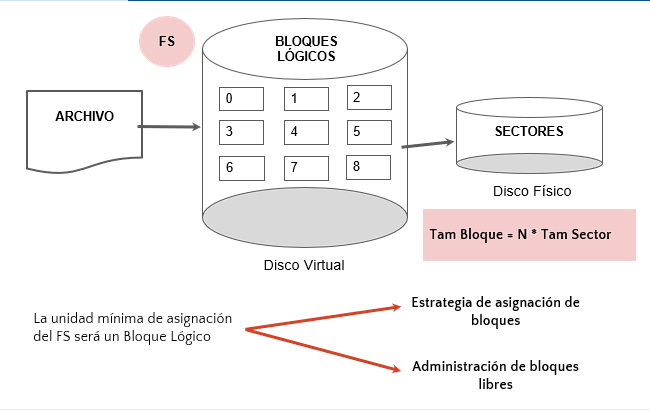 FS
BLOQUES
LÓGICOS
ARCHIVO
0
1
2
3
4
5
6
7
8
SECTORES
Disco Físico
Disco Virtual
Tam Bloque = N * Tam Sector
La unidad mínima de asignación
del FS será un Bloque Lógico
Estrategia de asignación de
bloques
Administración de bloques
libres